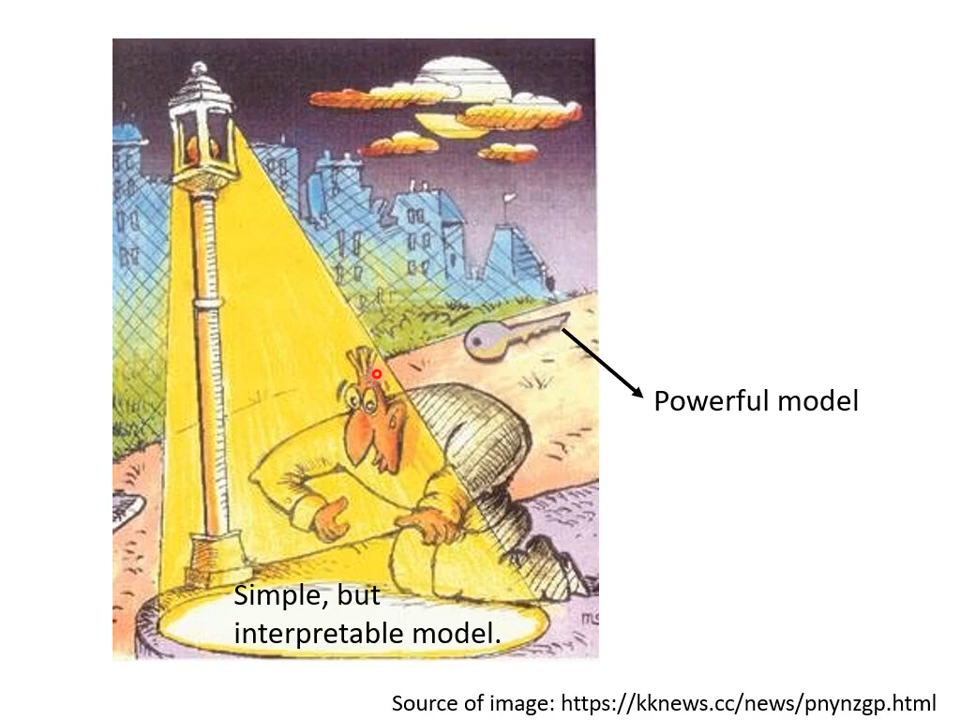 Powerful model
Simple, but
interpretable model.
Source of image: https://kknews.cc/news/pnynzgp.html